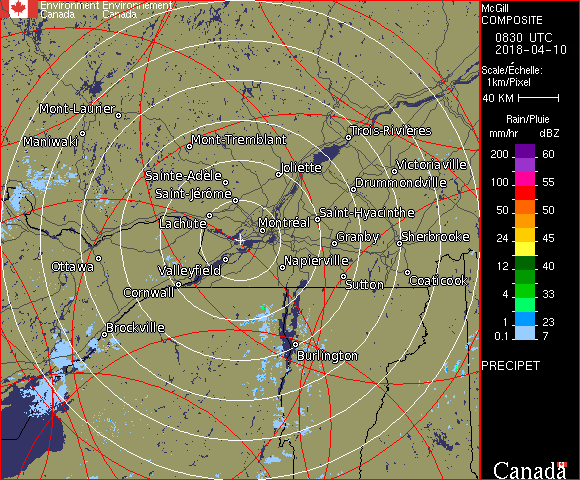 Environment Environnement
Canada Canada
Mont-Laurier
Maniwaki
Mont-Tremblant
Trois-Rivières
Sainte-Adèle
Joliette
Victoriaville
Drummondville
Saint-Jérôme
Lachute
Montréal
Saint-Hyacinthe
Granby
Sherbrooke
Ottawa
Valleyfield
Napierville
Cornwall
Sutton
Coaticook
Brockville
Burlington
McGill
COMPOSITE
0830 UTC
2018-04-10
Scale/Échelle:
1km/Pixel
40 KM
Rain/Pluie
mm/hr dBZ
200 60
100 55
85 53
50 50
24 45
12 40
4 33
1 23
0.1 7
PRECIPET
Canada